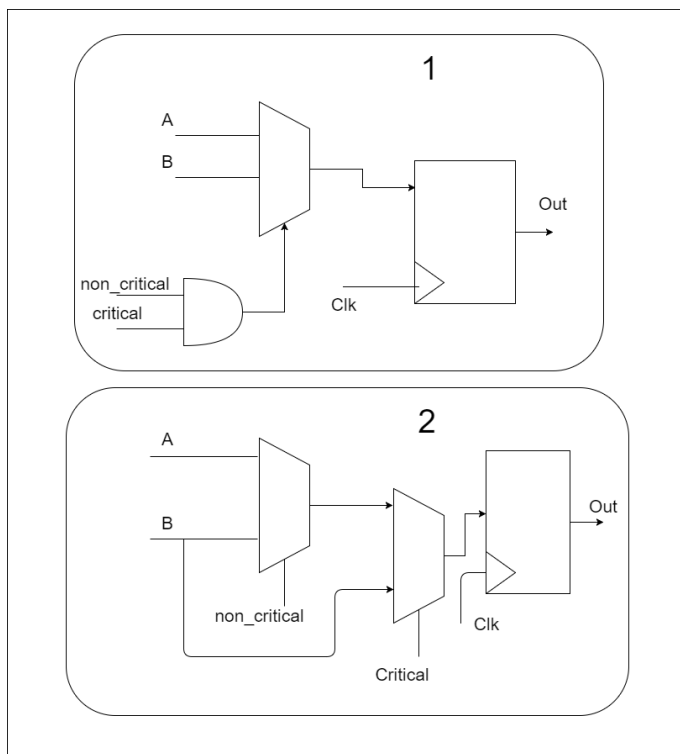 1
A
B
Out
non_critical
critical
Clk
2
A
B
Out
non_critical
Clk
Critical